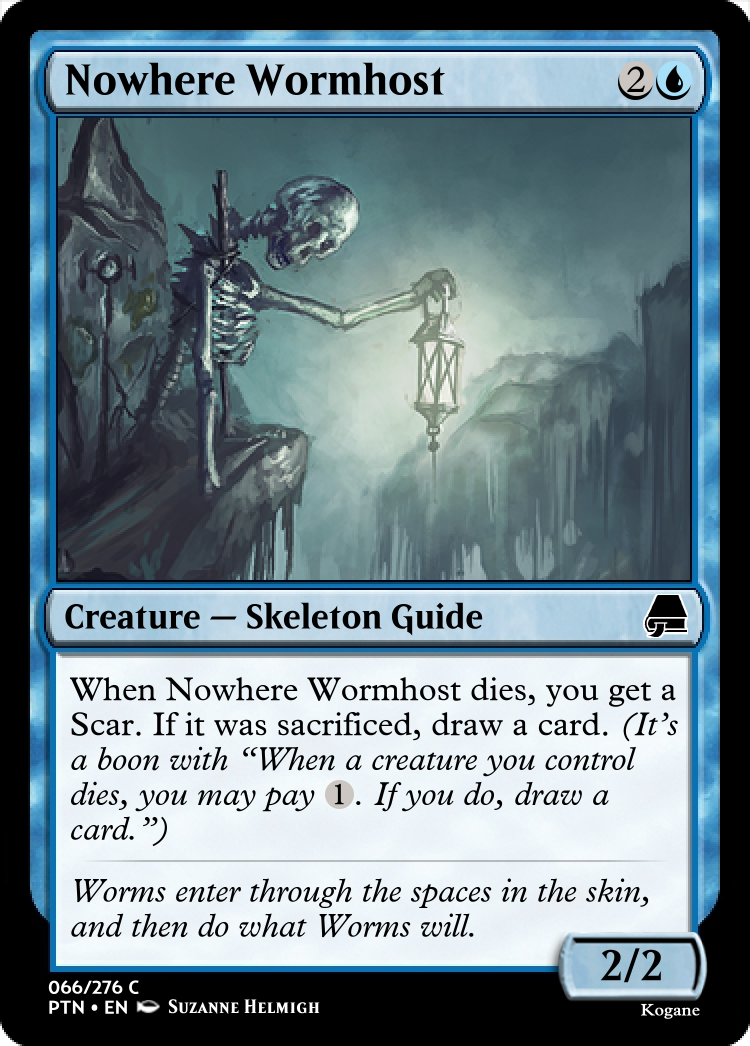 Nowhere Wormhost 2
Creature — Skeleton Guide
When Nowhere Wormhost dies, you get a
Scar. If it was sacrificed, draw a card. (It's
a boon with “When a creature you control
dies, you may pay 1. If you do, draw a
card.”)
Worms enter through the spaces in the skin,
and then do what Worms will.
2/2
066/276 C
PTN • EN Suzanne Helmigh
Kogane